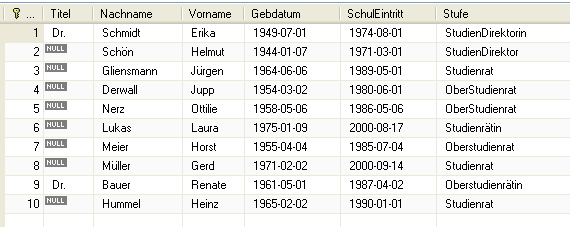 ... Titel Nachname Vorname Gebdatum SchulEintritt Stufe
1 Dr. Schmidt Erika 1949-07-01 1974-08-01 StudienDirektorin
2 NULL Schön Helmut 1944-01-07 1971-03-01 StudienDirektor
3 NULL Gliensmann Jürgen 1964-06-06 1989-05-01 Studienrat
4 NULL Derwall Jupp 1954-03-02 1980-06-01 OberStudienrat
5 NULL Nerz Ottilie 1958-05-06 1986-05-06 OberStudienrat
6 NULL Lukas Laura 1975-01-09 2000-08-17 Studienrätin
7 NULL Meier Horst 1955-04-04 1985-07-04 Oberstudienrat
8 NULL Müller Gerd 1971-02-02 2000-09-14 Studienrat
9 Dr. Bauer Renate 1961-05-01 1987-04-02 Oberstudienrätin
10 NULL Hummel Heinz 1965-02-02 1990-01-01 Studienrat